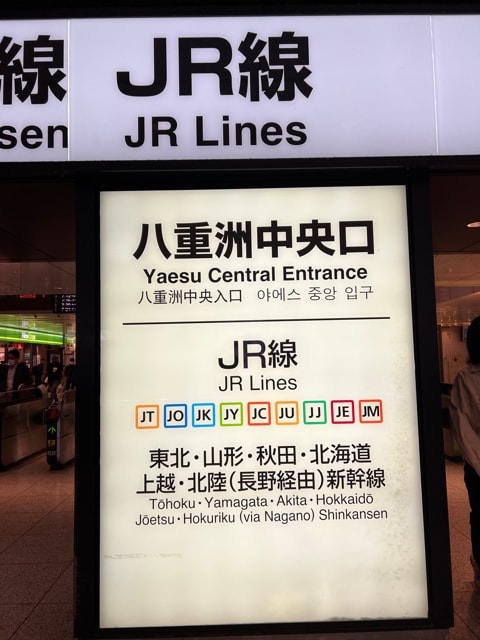 線 JR線
sen JR Lines
八重洲中央口
Yaesu Central Entrance
八重洲中央入口 야에스 중앙 입구
JR線
JR Lines
JT JO JK JY JC JU JJ JE JM
東北・山形・秋田・北海道
上越・北陸(長野経由)新幹線
Tōhoku・Yamagata・Akita・Hokkaidō
Jōetsu・Hokuriku (via Nagano) Shinkansen